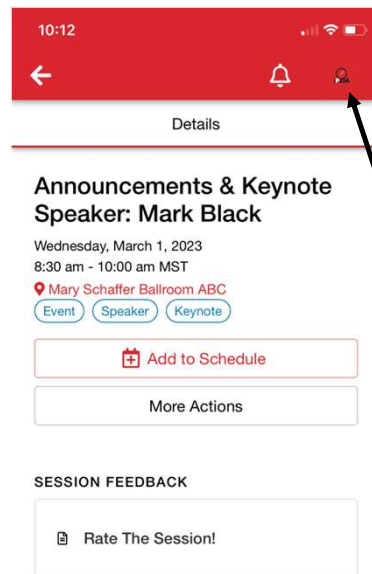 10:12
Details
Announcements & Keynote
Speaker: Mark Black
Wednesday, March 1, 2023
8:30 am - 10:00 am MST
Mary Schaffer Ballroom ABC
Event Speaker Keynote
Add to Schedule
More Actions
SESSION FEEDBACK
Rate The Session!